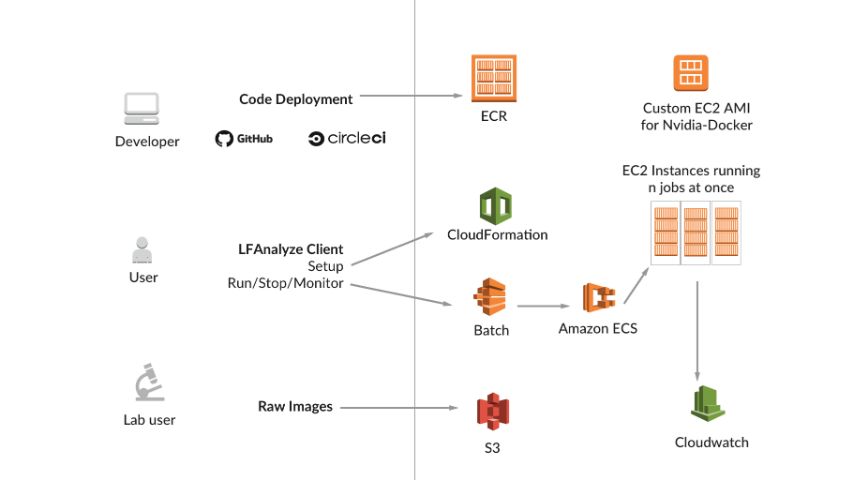 Code Deployment
ECR
Custom EC2 AMI
for Nvidia-Docker
Developer
GitHub
circleci
EC2 Instances running
n jobs at once
CloudFormation
LFAnalyze Client
Setup
Run/Stop/Monitor
User
Batch
Amazon ECS
Raw Images
Lab user
S3
Cloudwatch